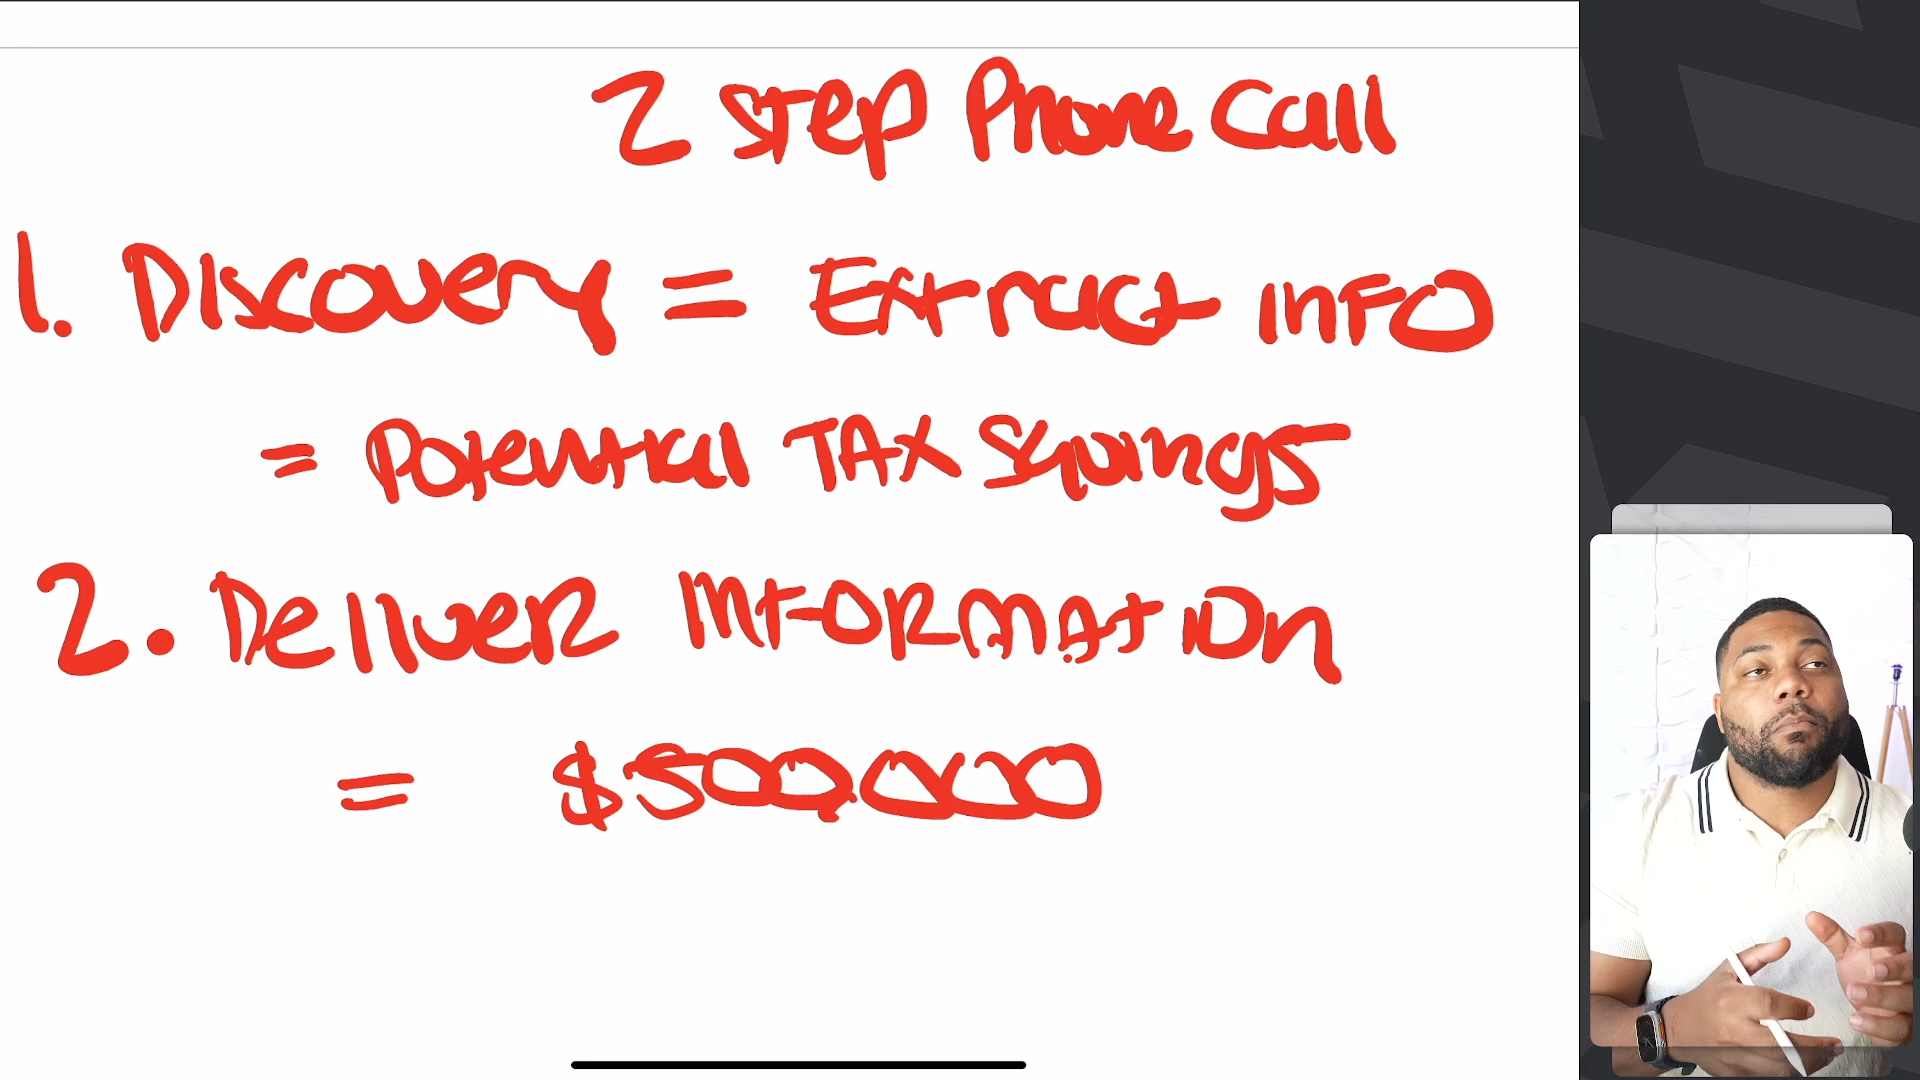 2 Step Phone Call
1. Discovery = Extract info
= Potential TAX Savings
2. Deliver INFORMATION
= $500,000